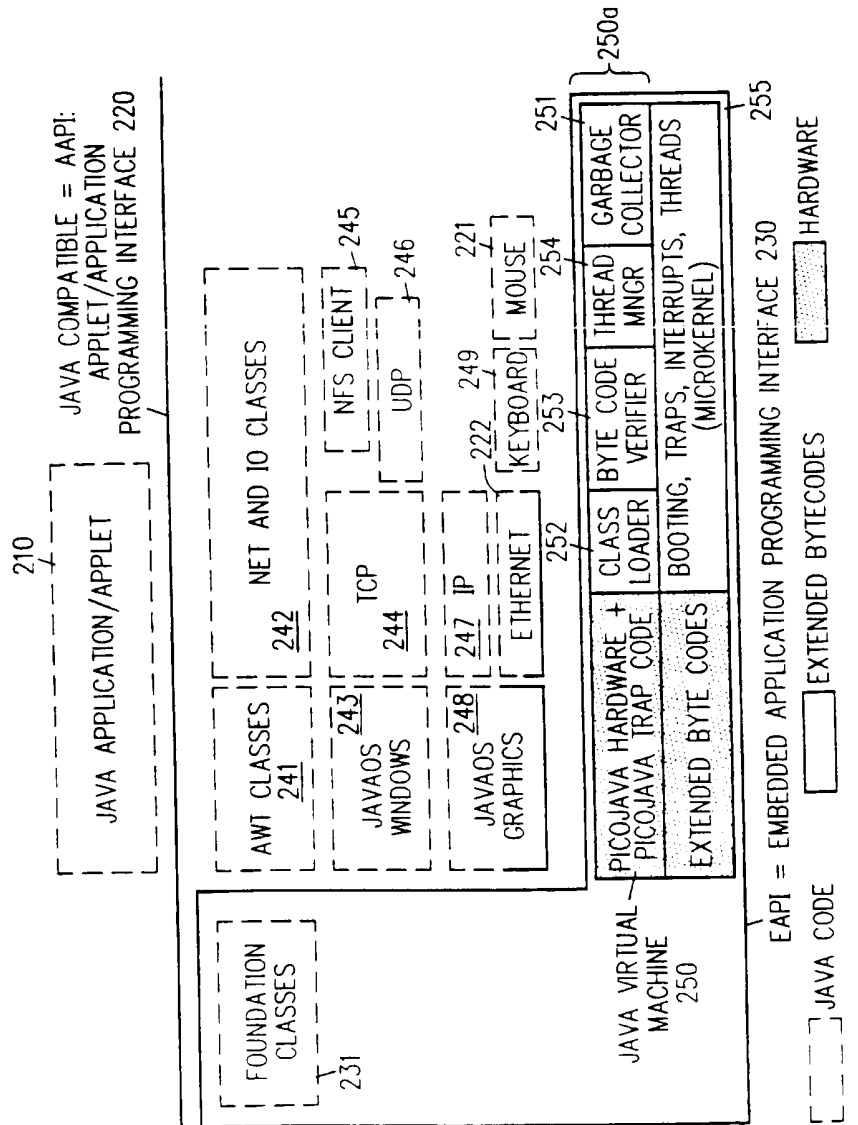 210
JAVA APPLICATION/APPLET
JAVA COMPATIBLE = AAPI:
APPLET/APPLICATION
PROGRAMMING INTERFACE 220
FOUNDATION
CLASSES
231
AWT CLASSES
241
NET AND IO CLASSES
242
JAVAOS
WINDOWS
243
TCP
244
NFS CLIENT
245
UDP
246
JAVAOS
GRAPHICS
248
IP
247
ETHERNET
222
KEYBOARD
249
MOUSE
221
JAVA VIRTUAL
MACHINE
250
PICOJAVA HARDWARE +
PICOJAVA TRAP CODE
EXTENDED BYTE CODES
252
CLASS
LOADER
253
BYTE CODE
VERIFIER
254
THREAD
MNGR
251
GARBAGE
COLLECTOR
250a
BOOTING, TRAPS, INTERRUPTS, THREADS
(MICROKERNEL)
255
EAPI = EMBEDDED APPLICATION PROGRAMMING INTERFACE 230
JAVA CODE
EXTENDED BYTECODES
HARDWARE